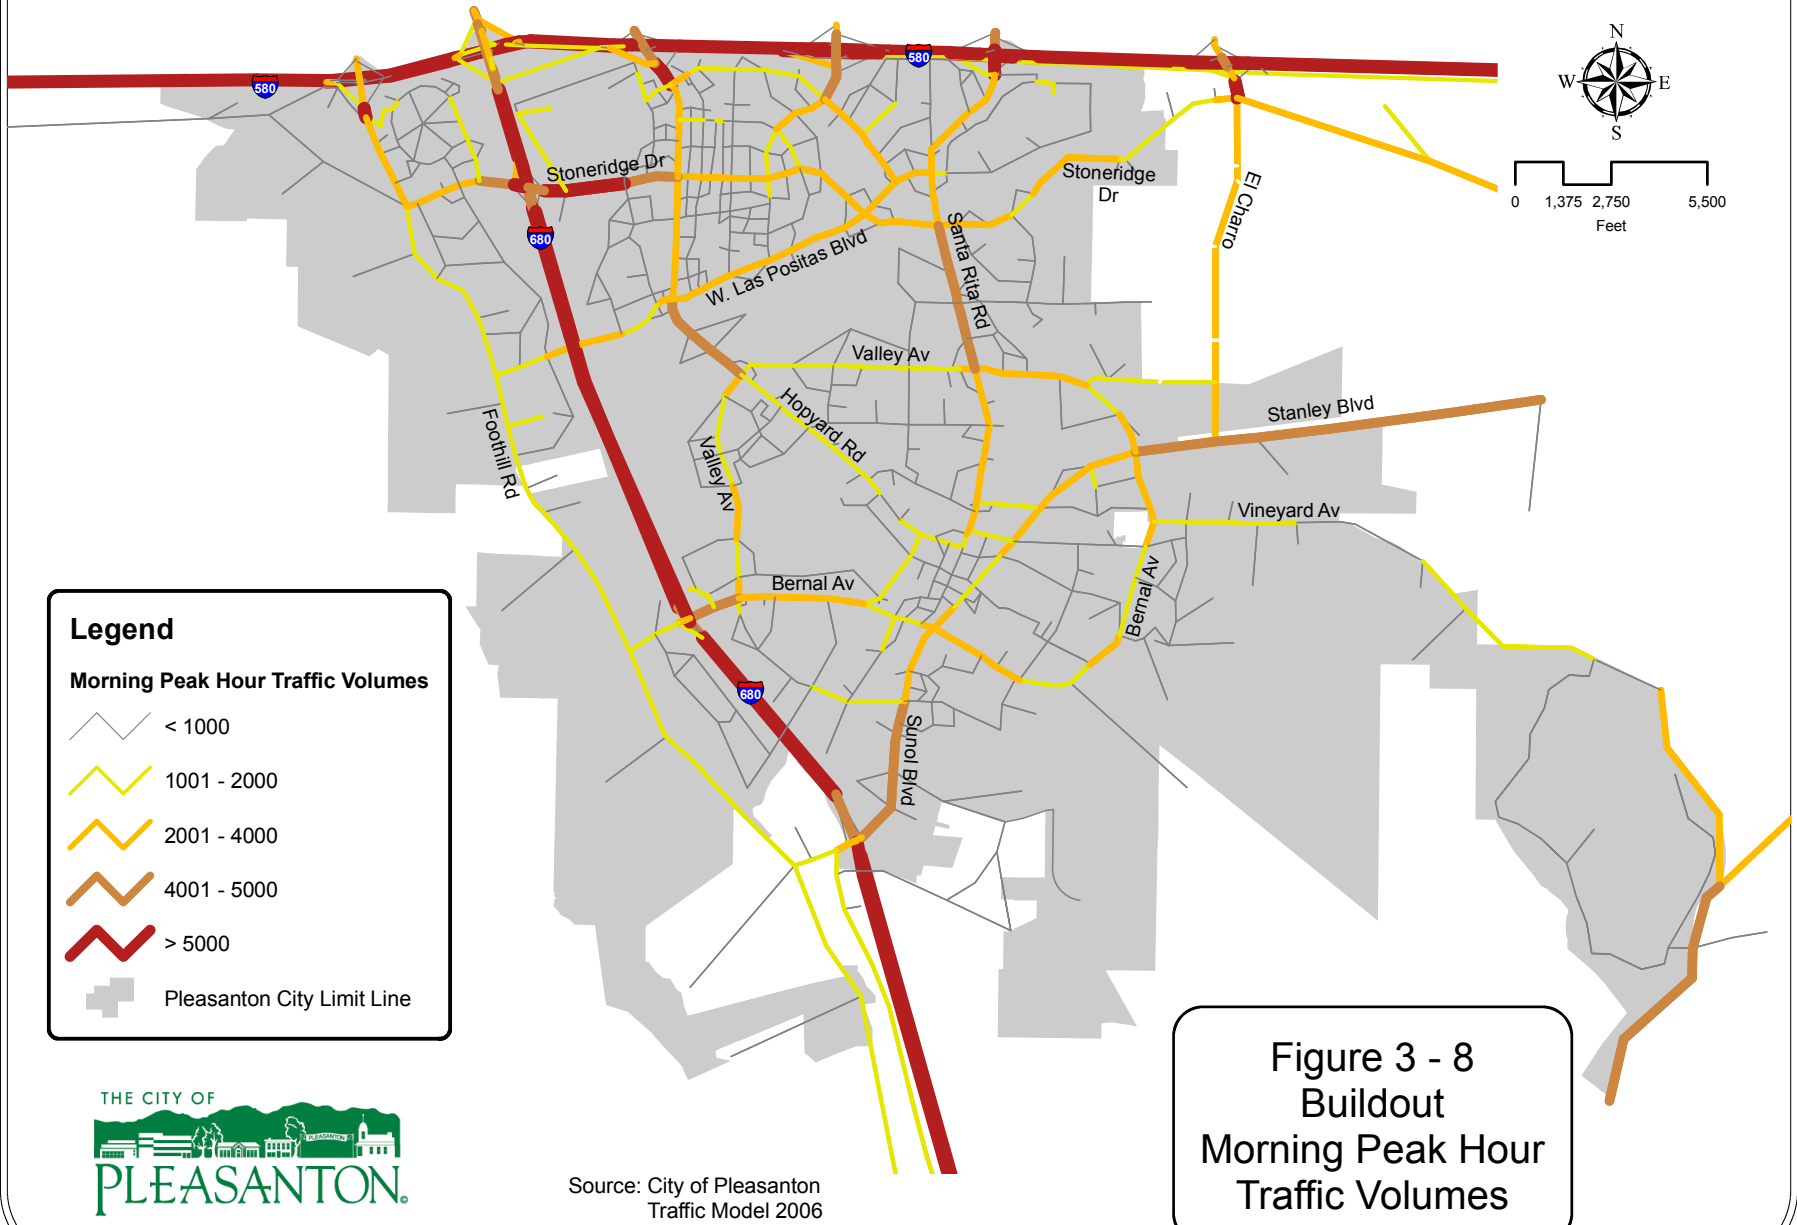 580
580
N
W E
S
0 1,375 2,750 5,500
Feet
Stoneridge Dr
Stoneridge
Dr
El Charro
680
Santa Rita Rd
W. Las Positas Blvd
Valley Av
Hopyard Rd
Stanley Blvd
Foothill Rd
Valley Av
Vineyard Av
Bernal Av
Bernal Av
680
Sunol Blvd
Legend
Morning Peak Hour Traffic Volumes
< 1000
1001 - 2000
2001 - 4000
4001 - 5000
> 5000
Pleasanton City Limit Line
THE CITY OF
PLEASANTON
PLEASANTON©
Source: City of Pleasanton
Traffic Model 2006
Figure 3 - 8
Buildout
Morning Peak Hour
Traffic Volumes